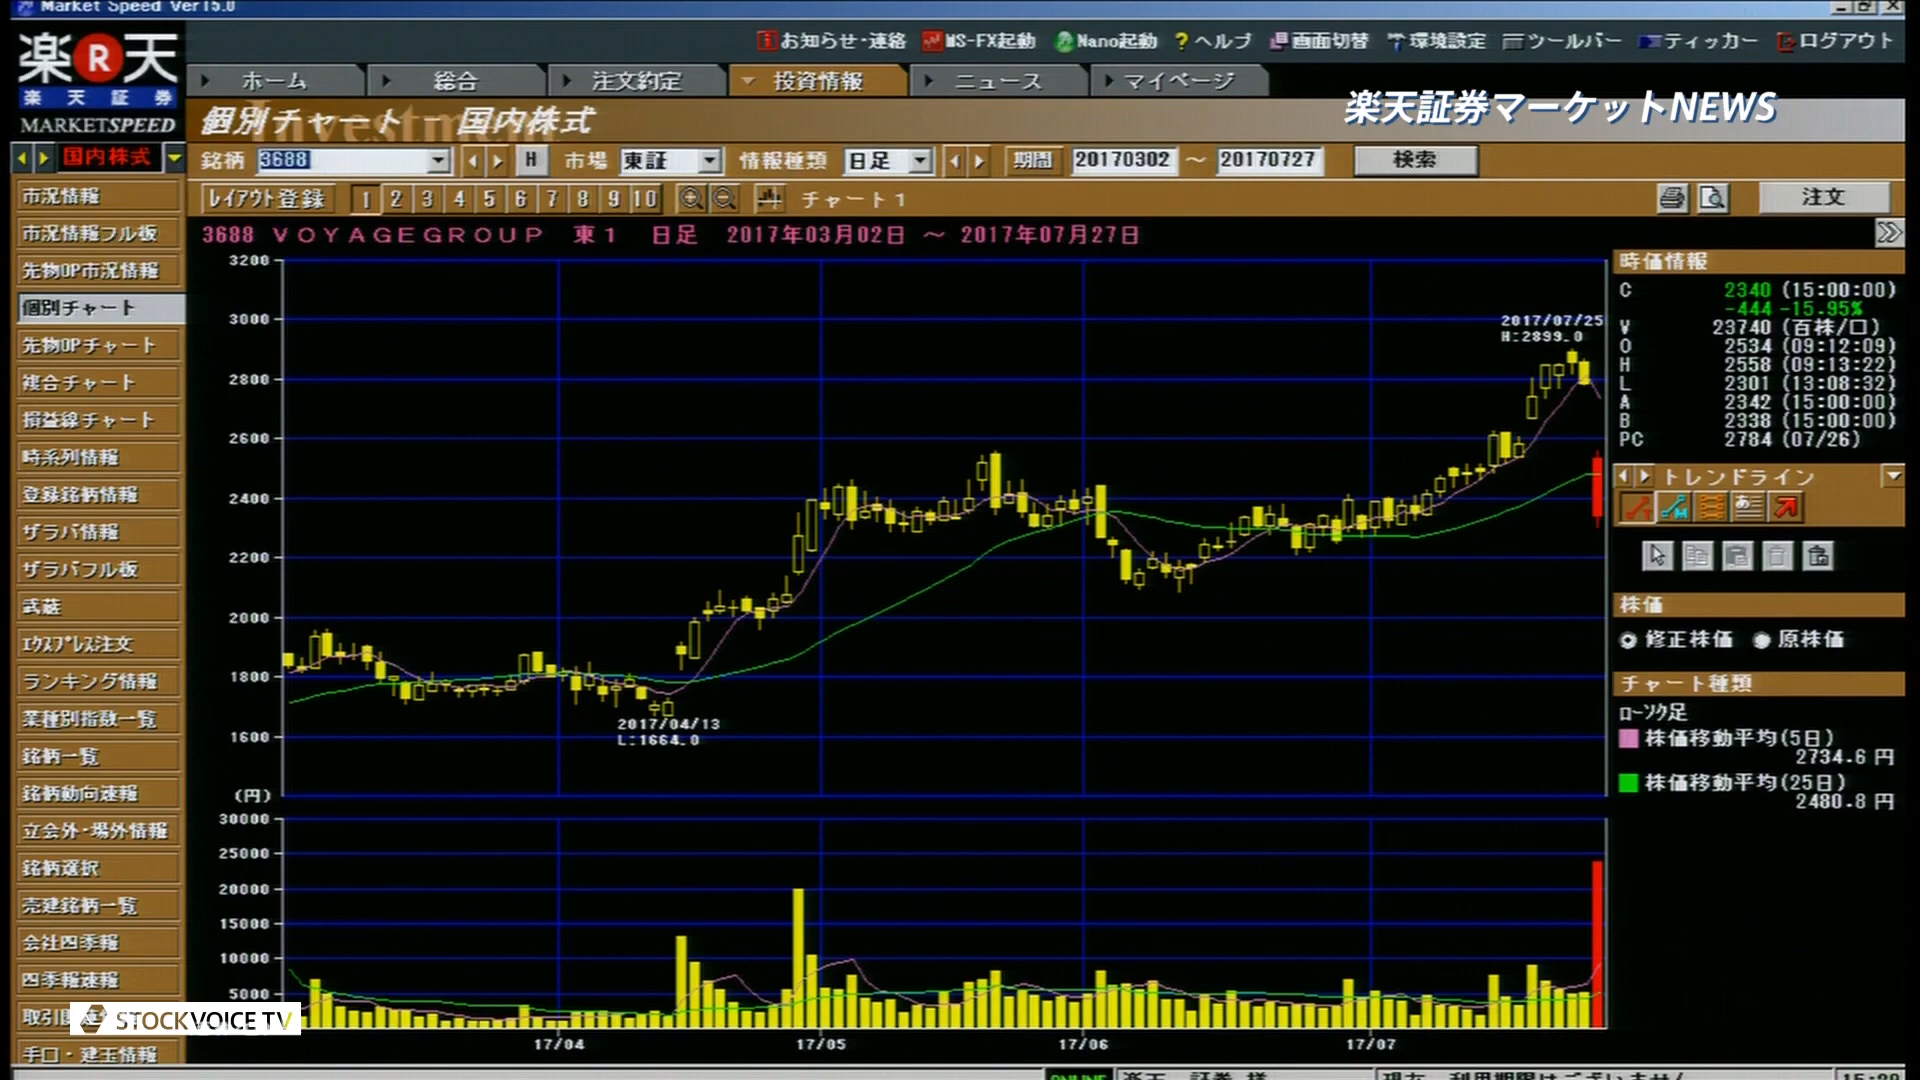 Market Speed Ver15.0
楽R天
楽天証券
MARKETSPEED
お知らせ・連絡 MS-FX起動 Nano起動 ?ヘルプ 画面切替 環境設定 ツールバー ティッカー ログアウト
ホーム 総合 注文約定 投資情報 ニュース マイページ
楽天証券マーケットNEWS
個別チャート - 国内株式
国内株式
銘柄 3688 H 市場 東証 情報種類 日足 期間 20170302 ～ 20170727 検索
レイアウト登録 1 2 3 4 5 6 7 8 9 10 チャート1 注文
3688 VOYAGEGROUP 東1 日足 2017年03月02日 ～ 2017年07月27日
市況情報
市況情報フル板
先物OP市況情報
個別チャート
先物OPチャート
複合チャート
損益線チャート
時系列情報
登録銘柄情報
ザラバ情報
ザラバフル板
武蔵
エクスプレス注文
ランキング情報
業種別指数一覧
銘柄一覧
銘柄動向速報
立会外・場外情報
銘柄選択
売建銘柄一覧
会社四季報
四季報速報
取引
手口・建玉情報
STOCKVOICE TV
3200
3000
2800
2600
2400
2200
2000
1800
1600
(円)
2017/07/25
H:2899.0
2017/04/13
L:1664.0
30000
25000
20000
15000
10000
5000
17/04 17/05 17/06 17/07
時価情報
C 2340 (15:00:00)
-444 -15.95%
V 23740 (百株/口)
O 2534 (09:12:09)
H 2558 (09:13:22)
L 2301 (13:08:32)
A 2342 (15:00:00)
B 2338 (15:00:00)
PC 2784 (07/26)
トレンドライン
株価
修正株価 原株価
チャート種類
ローソク足
株価移動平均(5日)
2734.6 円
株価移動平均(25日)
2480.8 円